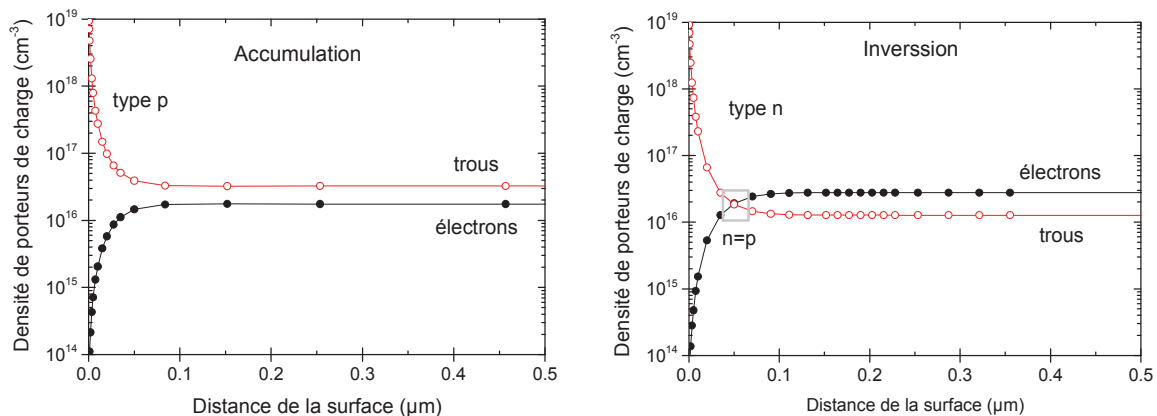 Densité de porteurs de charge (cm-3)
10^19
10^18
10^17
10^16
10^15
10^14
Accumulation
type p
trous
électrons
0.0 0.1 0.2 0.3 0.4 0.5
Distance de la surface (µm)
Densité de porteurs de charge (cm-3)
10^19
10^18
10^17
10^16
10^15
10^14
Inverssion
type n
électrons
n=p
trous
0.0 0.1 0.2 0.3 0.4 0.5
Distance de la surface (µm)